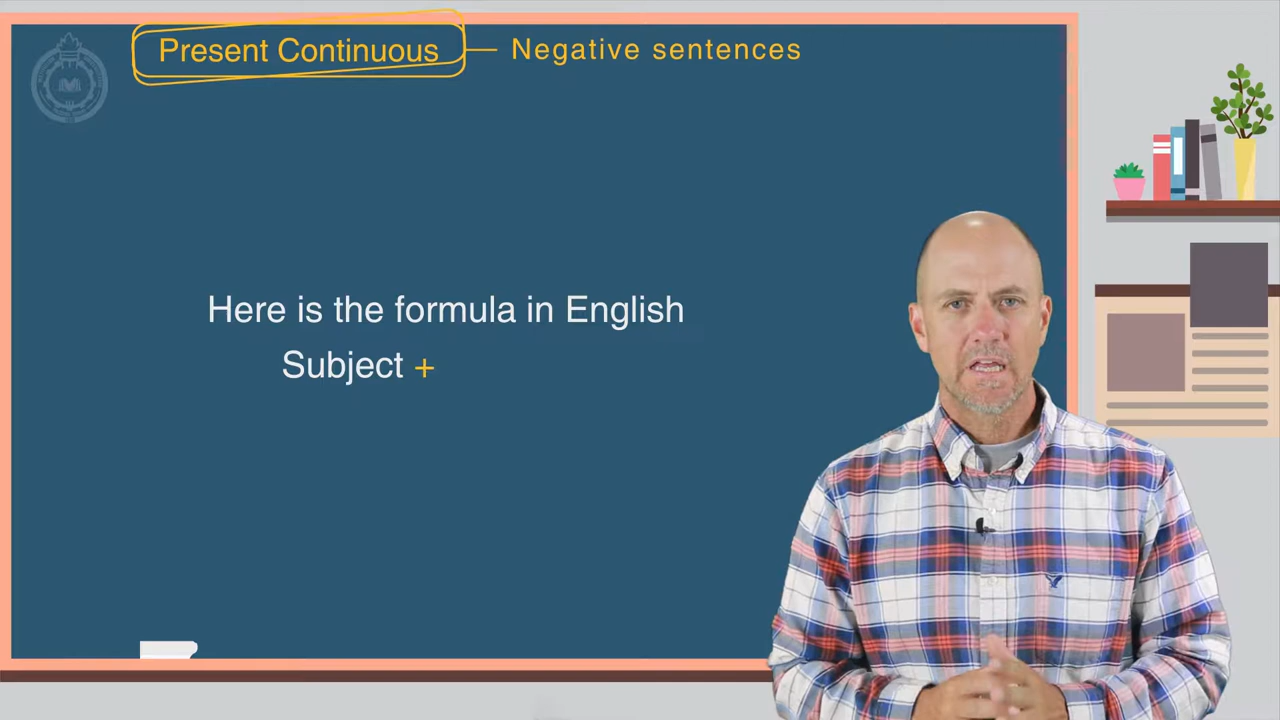 Present Continuous — Negative sentences
Here is the formula in English
Subject +